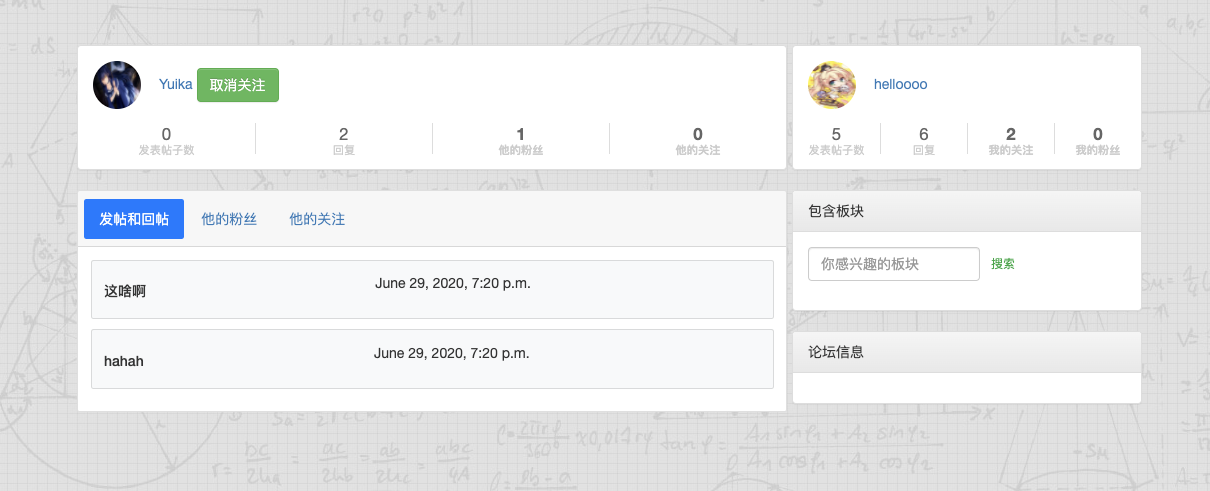 Yuika 取消关注
0 2 1 0
发表帖子数 回复 他的粉丝 他的关注
helloooo
5 6 2 0
发表帖子数 回复 我的关注 我的粉丝
发帖和回帖 他的粉丝 他的关注
这啥啊 June 29, 2020, 7:20 p.m.
hahah June 29, 2020, 7:20 p.m.
包含板块
你感兴趣的板块 搜索
论坛信息